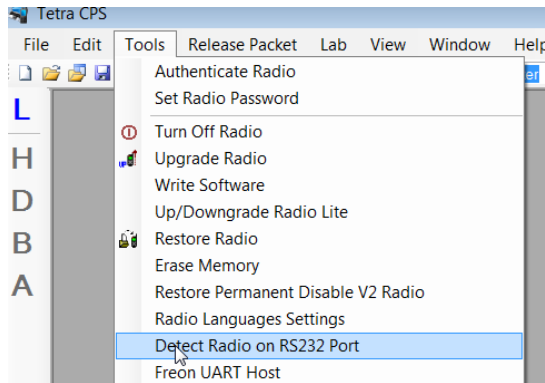 Tetra CPS
File Edit Tools Release Packet Lab View Window Help
Authenticate Radio
L
Set Radio Password
Turn Off Radio
H
Upgrade Radio
Write Software
D
Up/Downgrade Radio Lite
B
Restore Radio
Erase Memory
A
Restore Permanent Disable V2 Radio
Radio Languages Settings
Detect Radio on RS232 Port
Freon UART Host